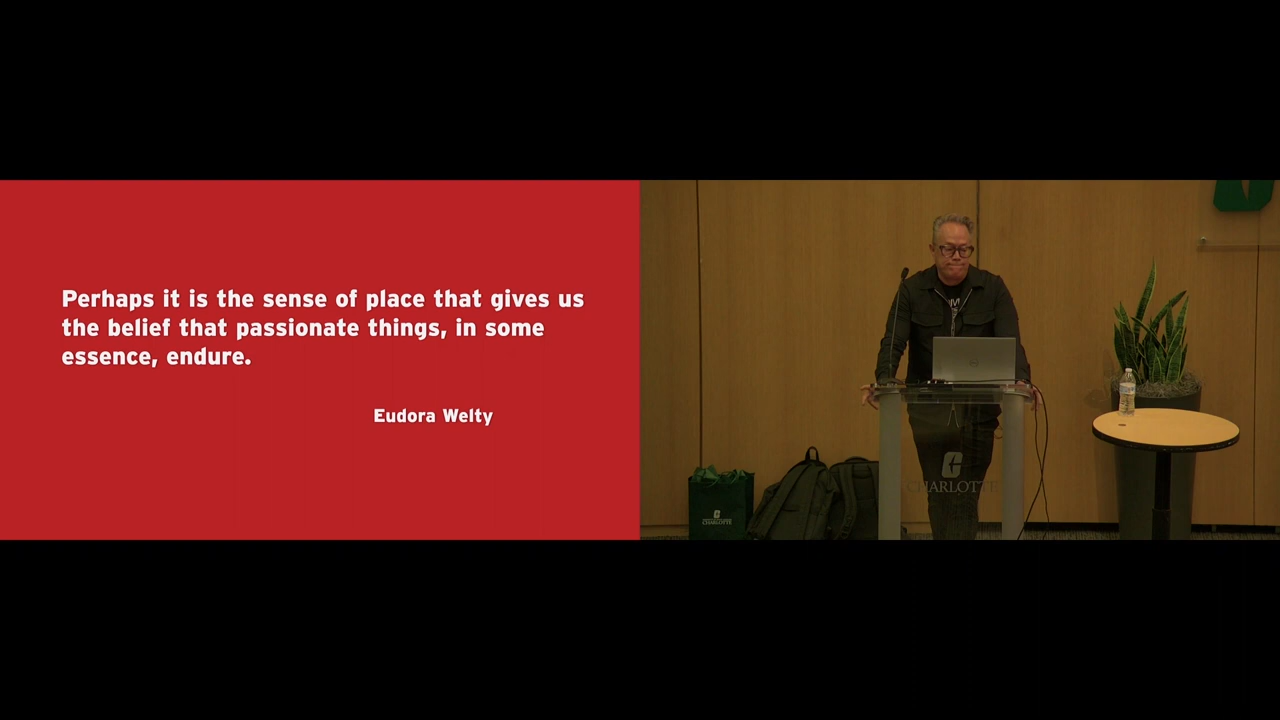 Perhaps it is the sense of place that gives us
the belief that passionate things, in some
essence, endure.
Eudora Welty
CHARLOTTE
CHARLOTTE